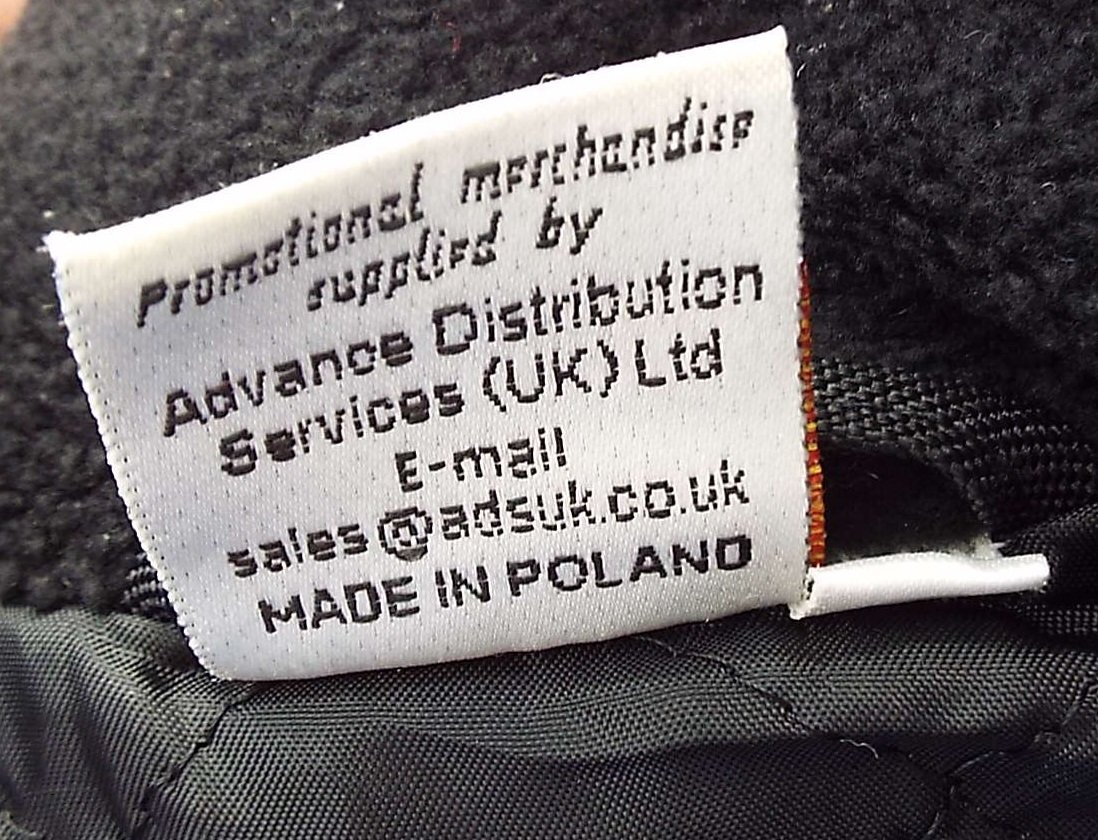 Promotional merchandise
supplied by
Advance Distribution
Services (UK) Ltd
E-mail
sales@adsuk.co.uk
MADE IN POLAND